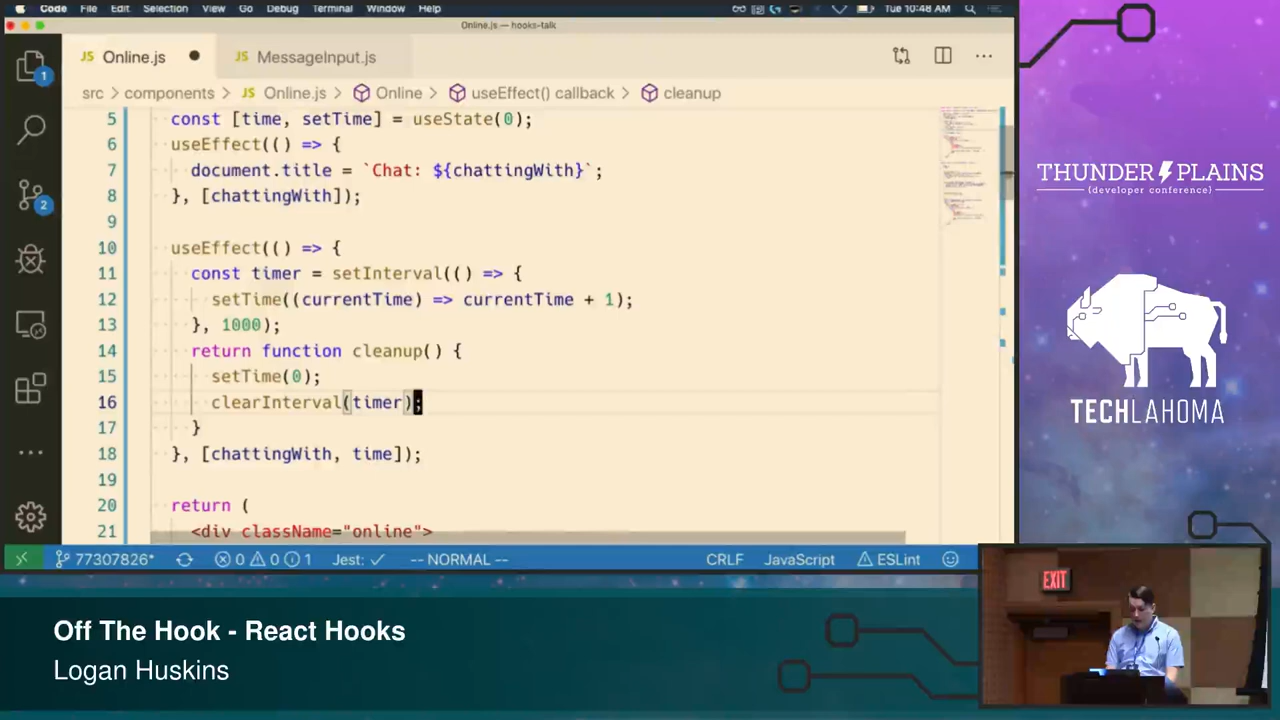 Code File Edit Selection View Go Debug Terminal Window Help
Tue 10:48 AM
Online.js — hooks-talk
JS Online.js ●
JS MessageInput.js
src > components > JS Online.js > Online > useEffect() callback > cleanup
5 const [time, setTime] = useState(0);
6 useEffect(() => {
7 document.title = `Chat: ${chattingWith}`;
8 }, [chattingWith]);
9
10 useEffect(() => {
11 const timer = setInterval(() => {
12 setTime((currentTime) => currentTime + 1);
13 }, 1000);
14 return function cleanup() {
15 setTime(0);
16 clearInterval(timer);
17 }
18 }, [chattingWith, time]);
19
20 return (
21 <div className="online">
1
2
77307826* 0 0 1 Jest: ✓ -- NORMAL -- CRLF JavaScript ESLint
THUNDER PLAINS
{developer conference}
TECHLAHOMA
EXIT
Off The Hook - React Hooks
Logan Huskins